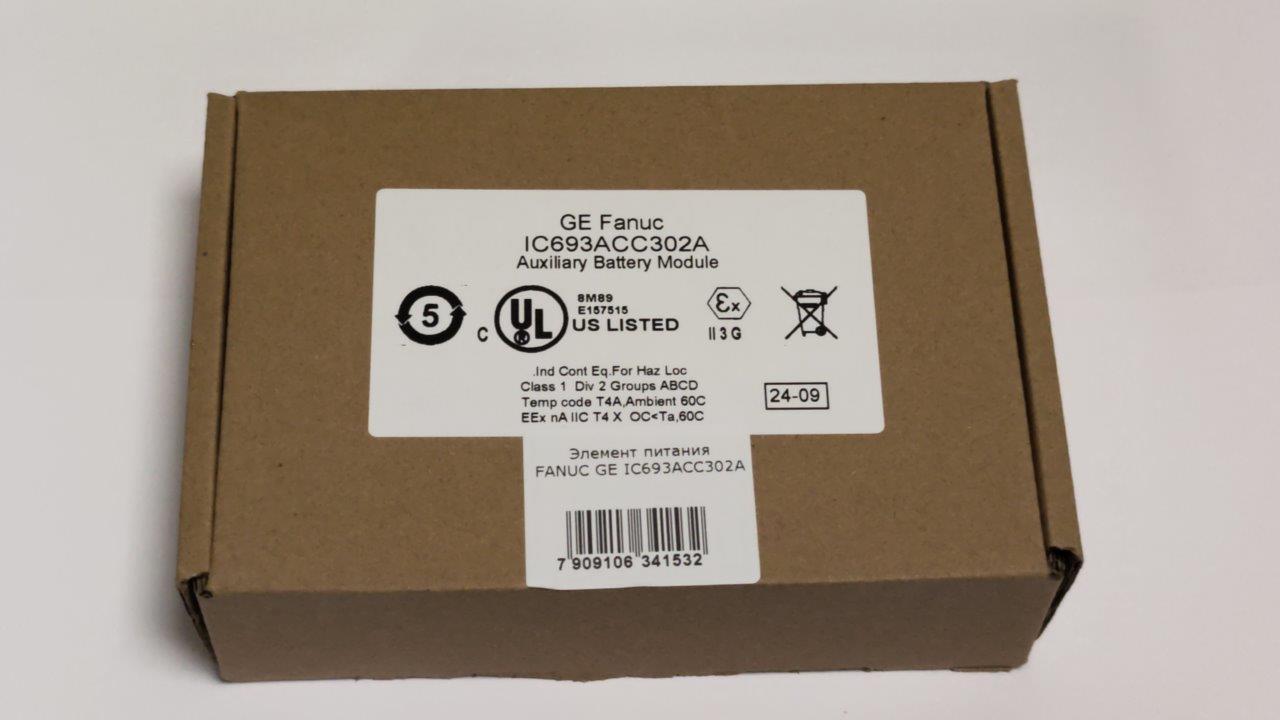 GE Fanuc
IC693ACC302A
Auxiliary Battery Module
5
C UL ® 8M89
E157515
US LISTED
Ex
II 3 G
.Ind Cont Eq.For Haz Loc
Class 1 Div 2 Groups ABCD
Temp code T4A,Ambient 60C
EEx nA IIC T4 X OC<Ta,60C
24-09
Элемент питания
FANUC GE IC693ACC302A
7 909106 341532